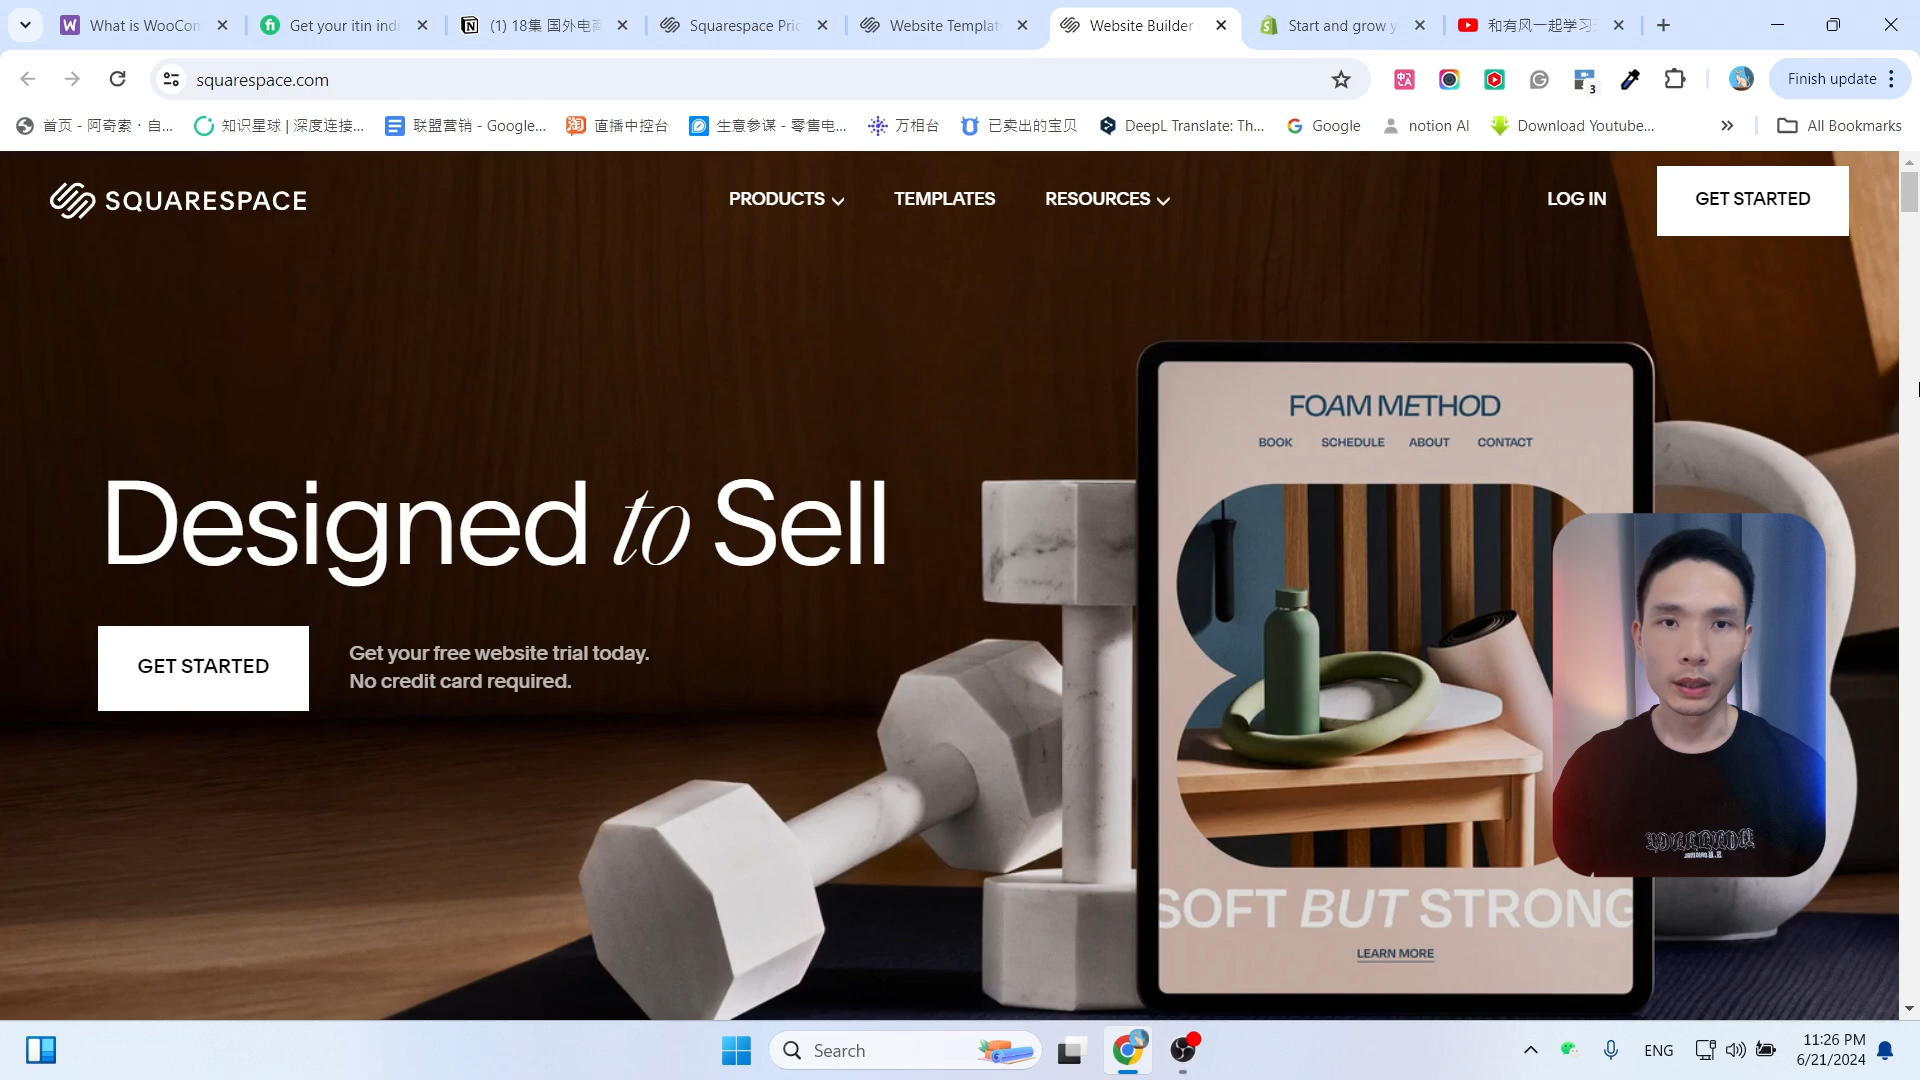 What is WooCom
Get your itin inde
(1) 18集 国外电商
Squarespace Pric
Website Templat
Website Builder
Start and grow y
和有风一起学习
squarespace.com
3
Finish update
首页 - 阿奇索 · 自...
知识星球 | 深度连接...
联盟营销 - Google...
直播中控台
生意参谋 - 零售电...
万相台
已卖出的宝贝
DeepL Translate: Th...
Google
notion AI
Download Youtube...
All Bookmarks
SQUARESPACE
PRODUCTS
TEMPLATES
RESOURCES
LOG IN
GET STARTED
FOAM METHOD
BOOK SCHEDULE ABOUT CONTACT
Designed to Sell
GET STARTED
Get your free website trial today.
No credit card required.
SOFT BUT STRONG
LEARN MORE
Search
ENG
11:26 PM
6/21/2024